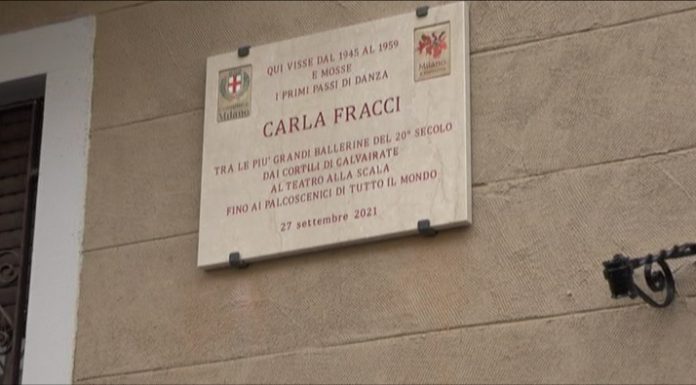 QUI VISSE DAL 1945 AL 1959
E MOSSE
I PRIMI PASSI DI DANZA
CARLA FRACCI
TRA LE PIU' GRANDI BALLERINE DEL 20° SECOLO
DAI CORTILI DI CALVAIRATE
AL TEATRO ALLA SCALA
FINO AI PALCOSCENICI DI TUTTO IL MONDO
27 settembre 2021
Milano
Milano